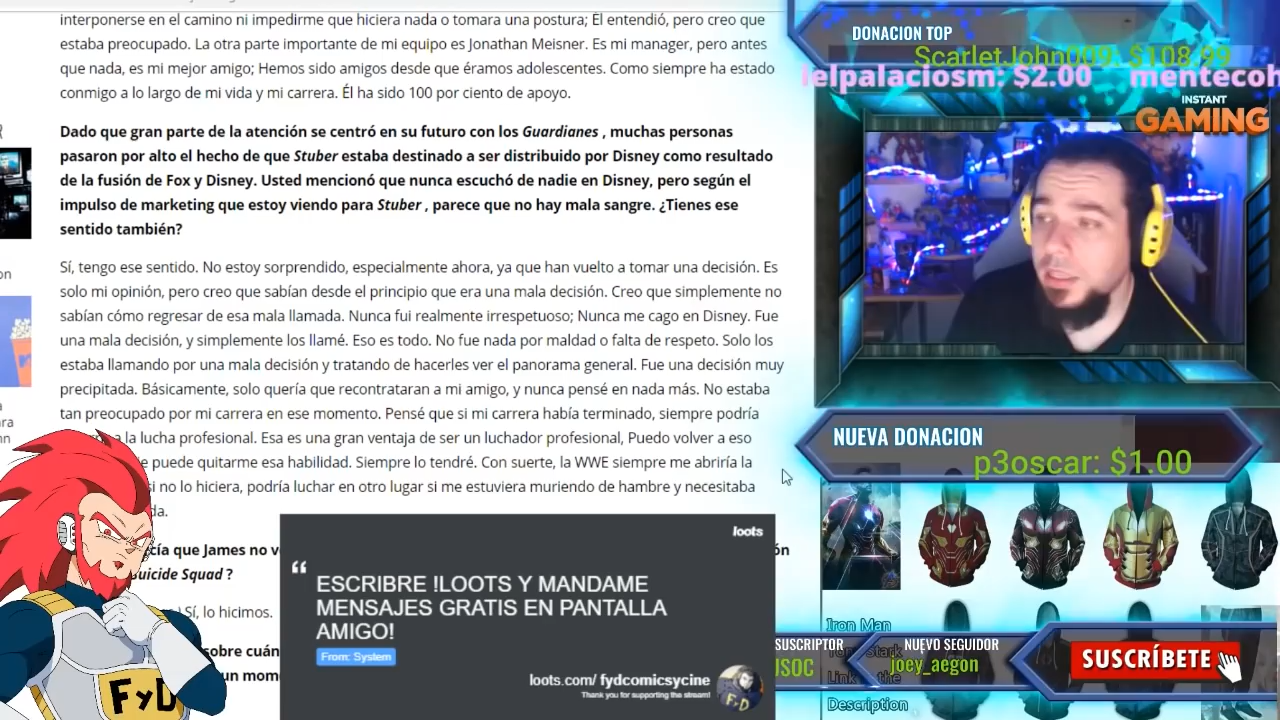 interponerse en el camino ni impedirme que hiciera nada o tomara una postura; Él entendió, pero creo que
estaba preocupado. La otra parte importante de mi equipo es Jonathan Meisner. Es mi manager, pero antes
que nada, es mi mejor amigo; Hemos sido amigos desde que éramos adolescentes. Como siempre ha estado
conmigo a lo largo de mi vida y mi carrera. Él ha sido 100 por ciento de apoyo.
Dado que gran parte de la atención se centró en su futuro con los Guardianes , muchas personas
pasaron por alto el hecho de que Stuber estaba destinado a ser distribuido por Disney como resultado
de la fusión de Fox y Disney. Usted mencionó que nunca escuchó de nadie en Disney, pero según el
impulso de marketing que estoy viendo para Stuber , parece que no hay mala sangre. ¿Tienes ese
sentido también?
Sí, tengo ese sentido. No estoy sorprendido, especialmente ahora, ya que han vuelto a tomar una decisión. Es
solo mi opinión, pero creo que sabían desde el principio que era una mala decisión. Creo que simplemente no
sabían cómo regresar de esa mala llamada. Nunca fui realmente irrespetuoso; Nunca me cago en Disney. Fue
una mala decisión, y simplemente los llamé. Eso es todo. No fue nada por maldad o falta de respeto. Solo los
estaba llamando por una mala decisión y tratando de hacerles ver el panorama general. Fue una decisión muy
precipitada. Básicamente, solo quería que recontrataran a mi amigo, y nunca pensé en nada más. No estaba
tan preocupado por mi carrera en ese momento. Pensé que si mi carrera había terminado, siempre podría
a la lucha profesional. Esa es una gran ventaja de ser un luchador profesional, Puedo volver a eso
e puede quitarme esa habilidad. Siempre lo tendré. Con suerte, la WWE siempre me abriría la
si no lo hiciera, podría luchar en otro lugar si me estuviera muriendo de hambre y necesitaba
da.
cía que James no v
ón
Suicide Squad ?
Sí, lo hicimos.
sobre cuán
un mom
loots
“
ESCRIBRE !LOOTS Y MANDAME
MENSAJES GRATIS EN PANTALLA
AMIGO!
From: System
loots.com/ fydcomicsycine
Thank you for supporting the stream!
FyD
FyD
DONACION TOP
ScarletJohn009: $108.99
ielpalaciosm: $2.00 mentecoh
INSTANT
GAMING
NUEVA DONACION
p3oscar: $1.00
Iron Man
Stark
Link the
Description
SUSCRIPTOR
JSOC
NUEVO SEGUIDOR
joey_aegon
SUSCRÍBETE